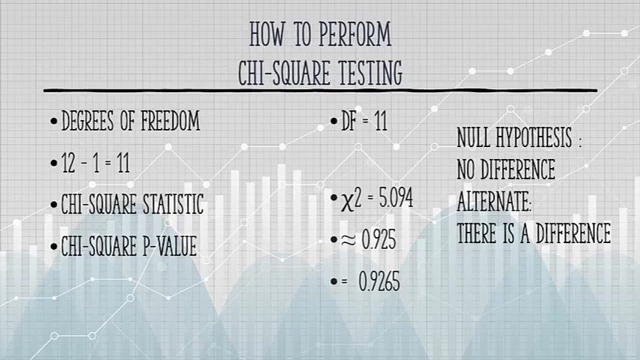 HOW TO PERFORM
CHI-SQUARE TESTING
• DEGREES OF FREEDOM
• 12 - 1 = 11
• CHI-SQUARE STATISTIC
• CHI-SQUARE P-VALUE
• DF = 11
• χ2 = 5.094
• ≈ 0.925
• = 0.9265
NULL HYPOTHESIS :
NO DIFFERENCE
ALTERNATE:
THERE IS A DIFFERENCE